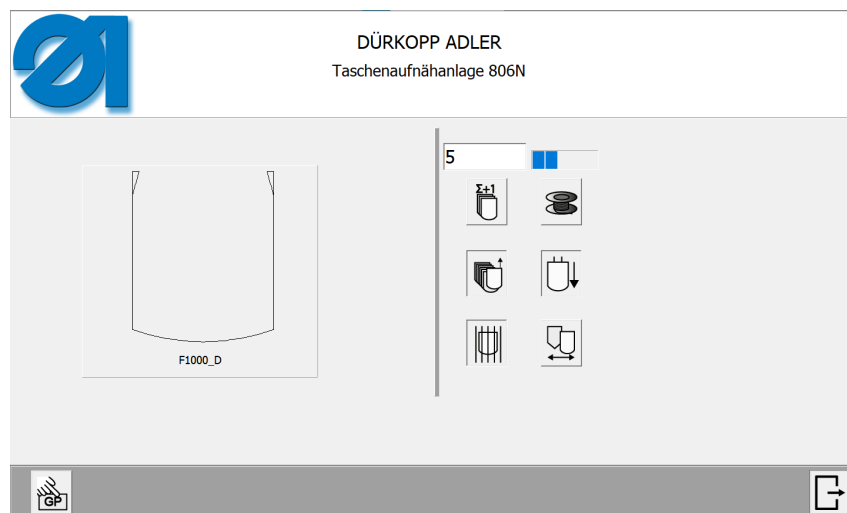 DÜRKOPP ADLER
Taschenaufnähanlage 806N
5
Σ+1
F1000_D
GP